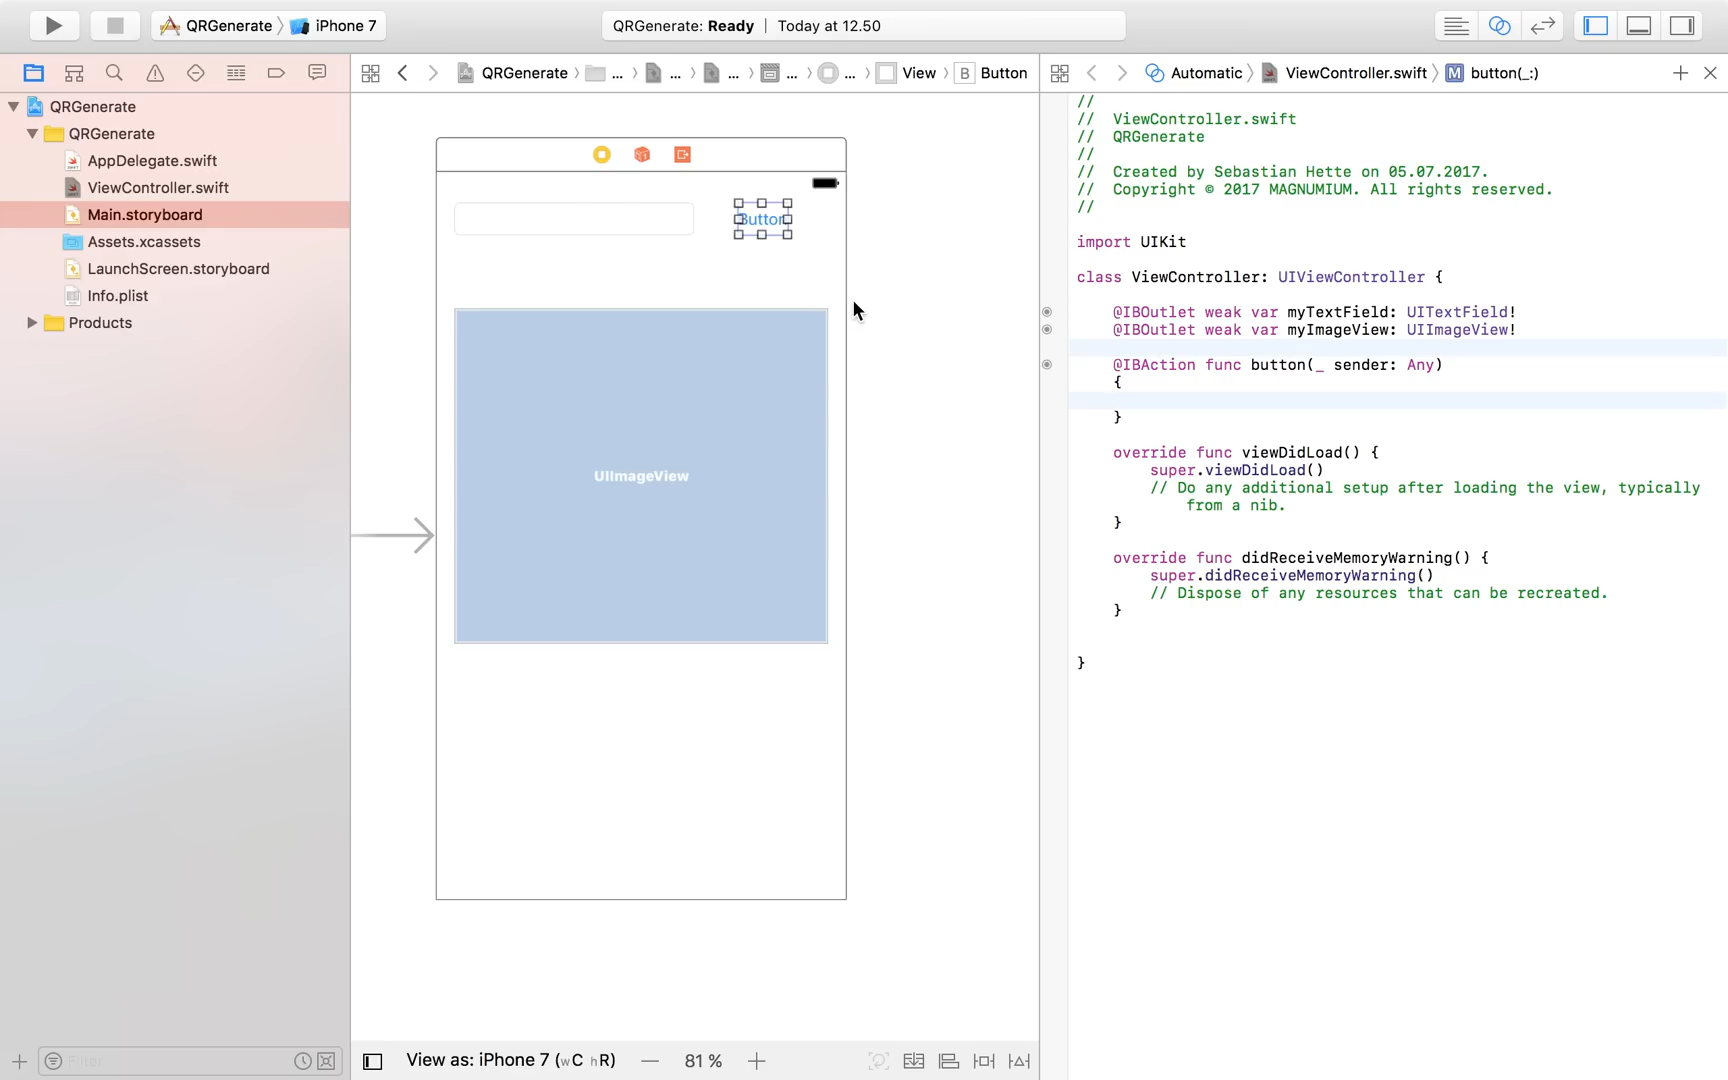 QRGenerate iPhone 7
QRGenerate: Ready | Today at 12.50
QRGenerate ... ... ... ... ... View B Button
Automatic ViewController.swift M button(_:)
QRGenerate
QRGenerate
AppDelegate.swift
ViewController.swift
Main.storyboard
Assets.xcassets
LaunchScreen.storyboard
Info.plist
Products
Filter
Button
UIImageView
View as: iPhone 7 (wC hR) — 81 % +
//
// ViewController.swift
// QRGenerate
//
// Created by Sebastian Hette on 05.07.2017.
// Copyright © 2017 MAGNUMIUM. All rights reserved.
//
import UIKit
class ViewController: UIViewController {
@IBOutlet weak var myTextField: UITextField!
@IBOutlet weak var myImageView: UIImageView!
@IBAction func button(_ sender: Any)
{
}
override func viewDidLoad() {
super.viewDidLoad()
// Do any additional setup after loading the view, typically
from a nib.
}
override func didReceiveMemoryWarning() {
super.didReceiveMemoryWarning()
// Dispose of any resources that can be recreated.
}
}